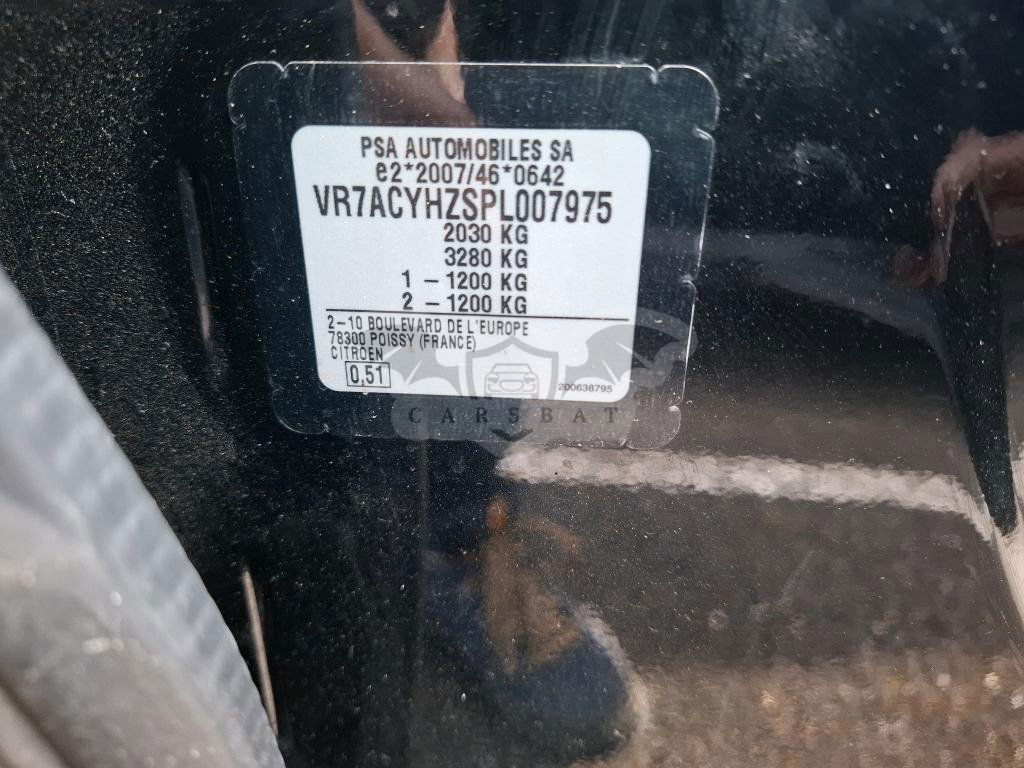 PSA AUTOMOBILES SA
e2*2007/46*0642
VR7ACYHZSPL007975
2030 KG
3280 KG
1 – 1200 KG
2 – 1200 KG
2–10 BOULEVARD DE L'EUROPE
78300 POISSY (FRANCE)
CITROEN
0,51
200638795
CARSBAT